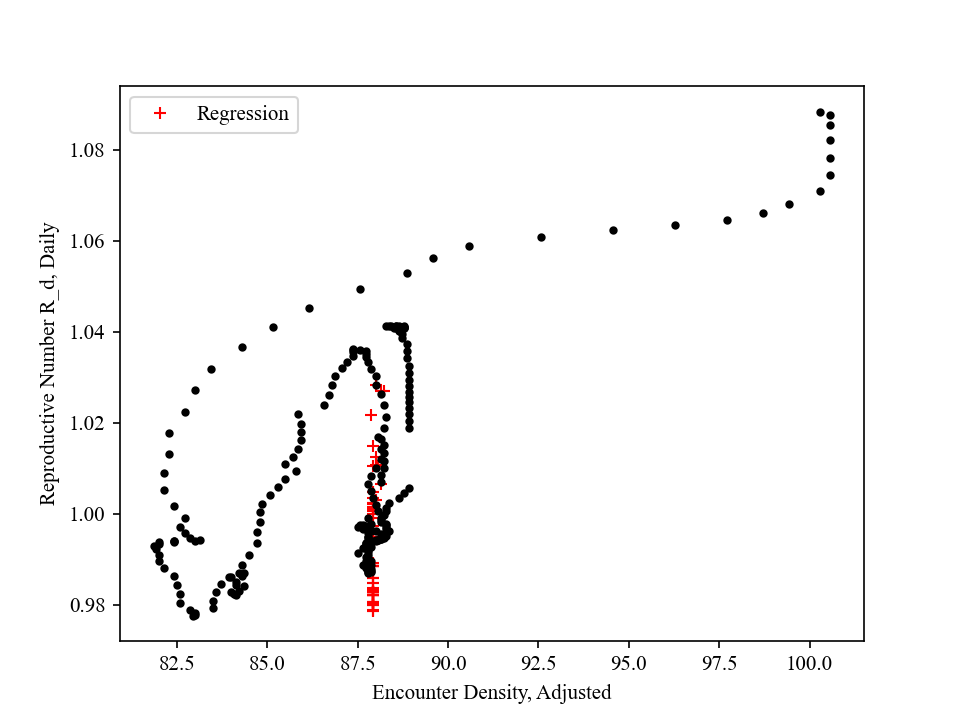 Regression
1.08
1.06
1.04
1.02
1.00
0.98
Reproductive Number R_d, Daily
82.5 85.0 87.5 90.0 92.5 95.0 97.5 100.0
Encounter Density, Adjusted